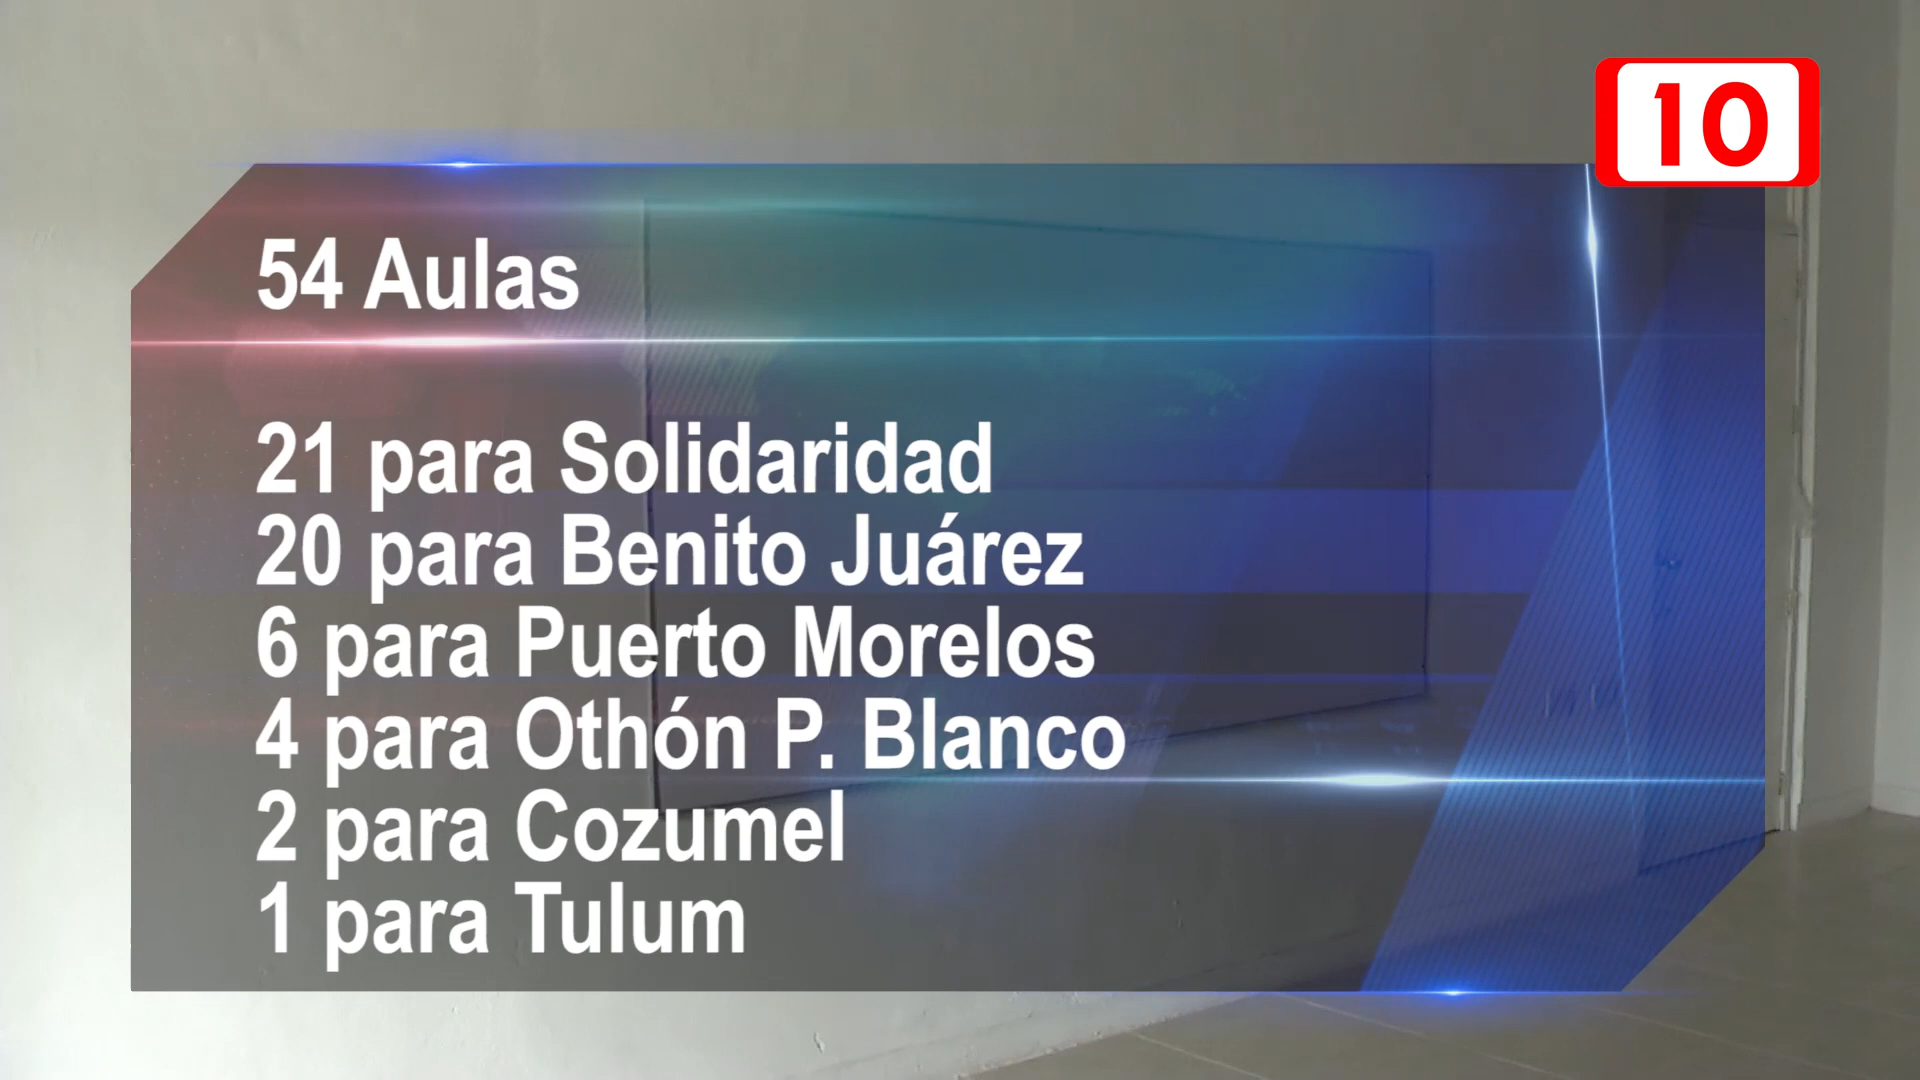 10
54 Aulas
21 para Solidaridad
20 para Benito Juárez
6 para Puerto Morelos
4 para Othón P. Blanco
2 para Cozumel
1 para Tulum